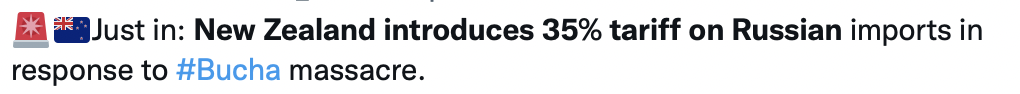 🚨🇳🇿Just in: New Zealand introduces 35% tariff on Russian imports in
response to #Bucha massacre.